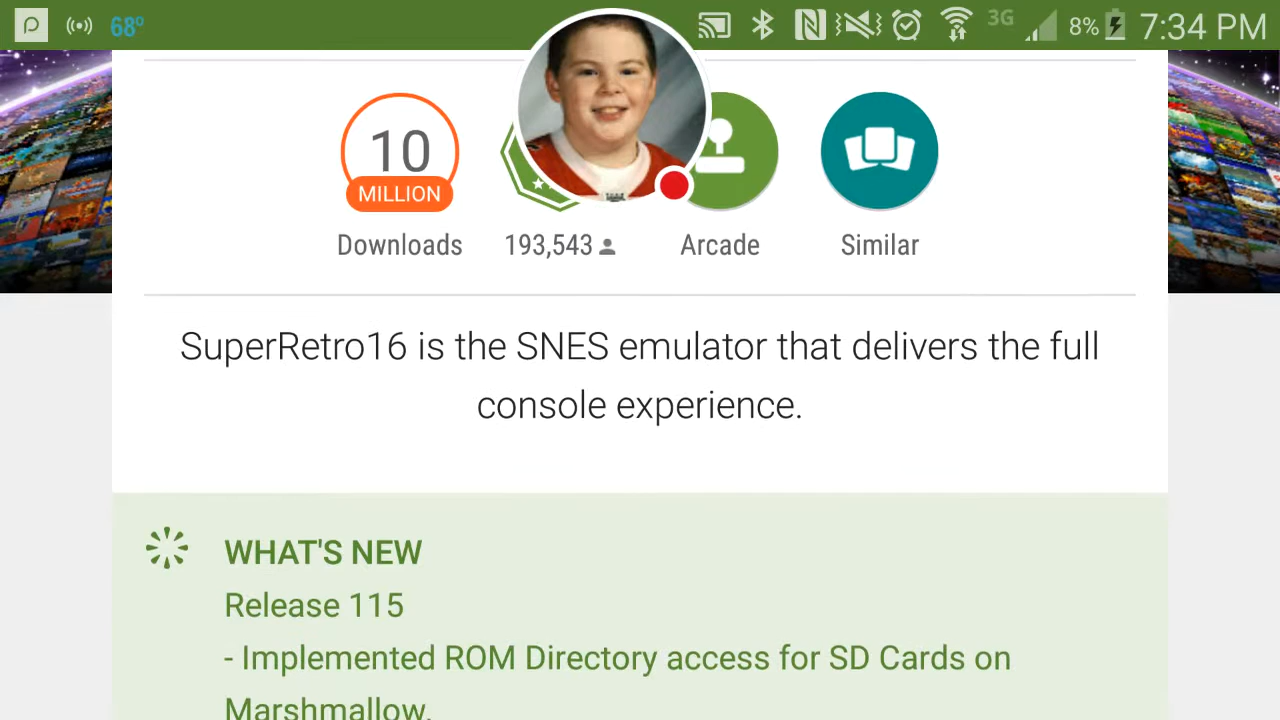 68° 3G 8% 7:34 PM
10
MILLION
Downloads 193,543 Arcade Similar
SuperRetro16 is the SNES emulator that delivers the full
console experience.
WHAT'S NEW
Release 115
- Implemented ROM Directory access for SD Cards on
Marshmallow.